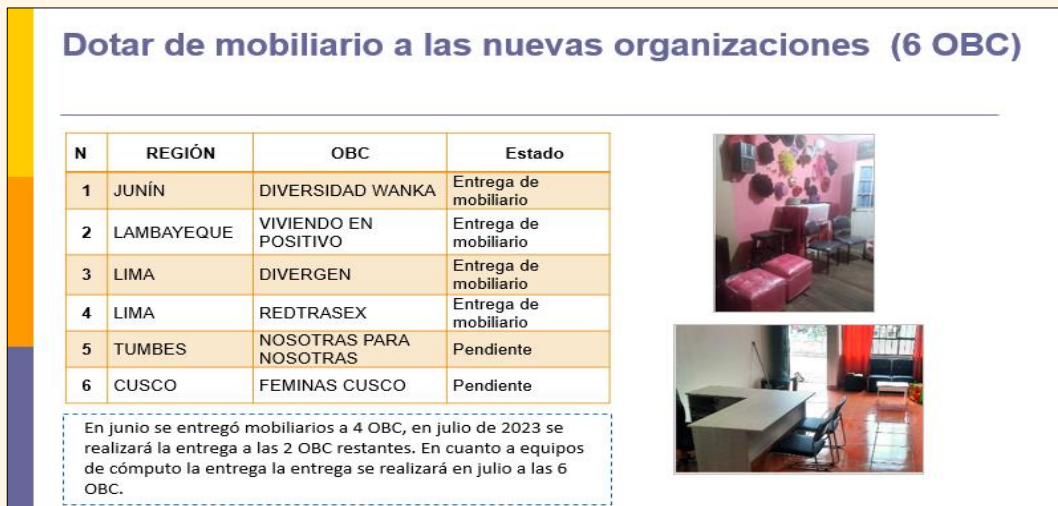 Dotar de mobiliario a las nuevas organizaciones (6 OBC)
N REGIÓN OBC Estado
1 JUNÍN DIVERSIDAD WANKA Entrega de
mobiliario
2 LAMBAYEQUE VIVIENDO EN
POSITIVO Entrega de
mobiliario
3 LIMA DIVERGEN Entrega de
mobiliario
4 LIMA REDTRASEX Entrega de
mobiliario
5 TUMBES NOSOTRAS PARA
NOSOTRAS Pendiente
6 CUSCO FEMINAS CUSCO Pendiente
En junio se entregó mobiliarios a 4 OBC, en julio de 2023 se
realizará la entrega a las 2 OBC restantes. En cuanto a equipos
de cómputo la entrega la entrega se realizará en julio a las 6
OBC.